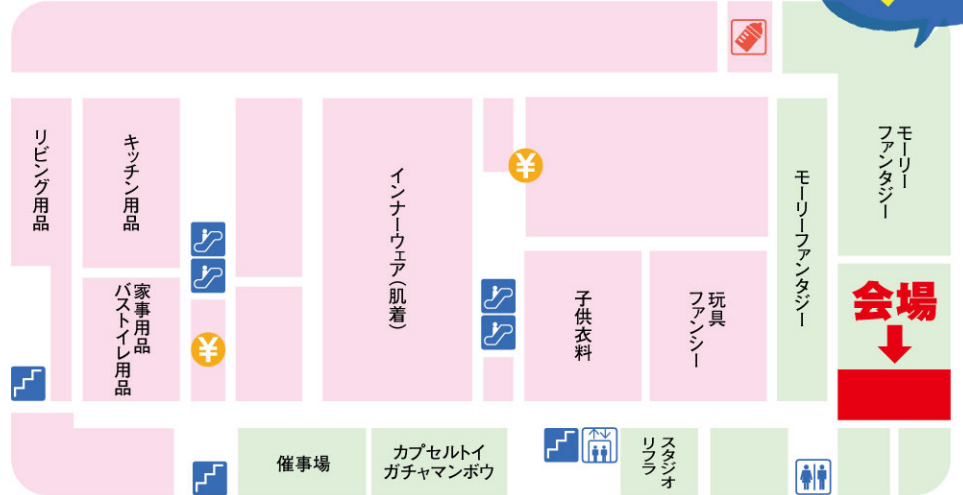 リビング用品
キッチン用品
家事用品
バストイレ用品
¥
インナーウェア(肌着)
¥
子供衣料
玩具
ファンシー
モーリーファンタジー
モーリー
ファンタジー
会場
催事場
カプセルトイ
ガチャマンボウ
スタジオ
リフラ